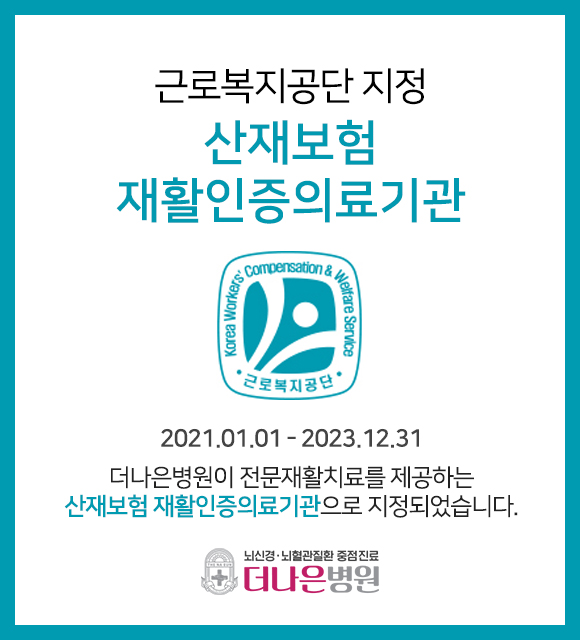 근로복지공단 지정
산재보험
재활인증의료기관
Korea Workers' Compensation & Welfare Service
·근로복지공단·
2021.01.01 - 2023.12.31
더나은병원이 전문재활치료를 제공하는
산재보험 재활인증의료기관으로 지정되었습니다.
뇌신경·뇌혈관질환 중점진료
더나은병원